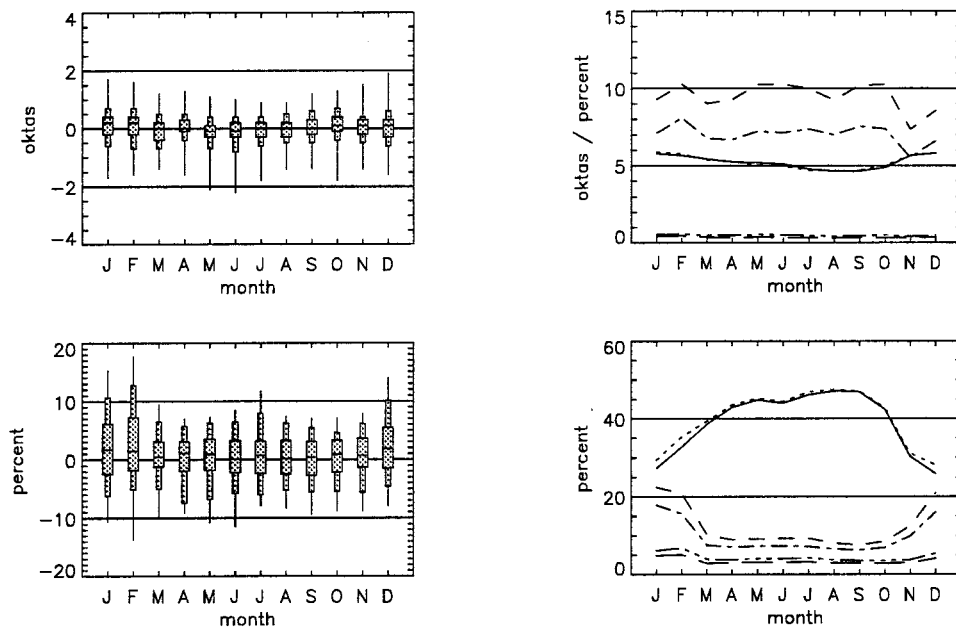 4
2
0
−2
−4
oktas
J F M A M J J A S O N D
month
15
10
5
0
oktas / percent
J F M A M J J A S O N D
month
20
10
0
−10
−20
percent
J F M A M J J A S O N D
month
60
40
20
0
percent
J F M A M J J A S O N D
month